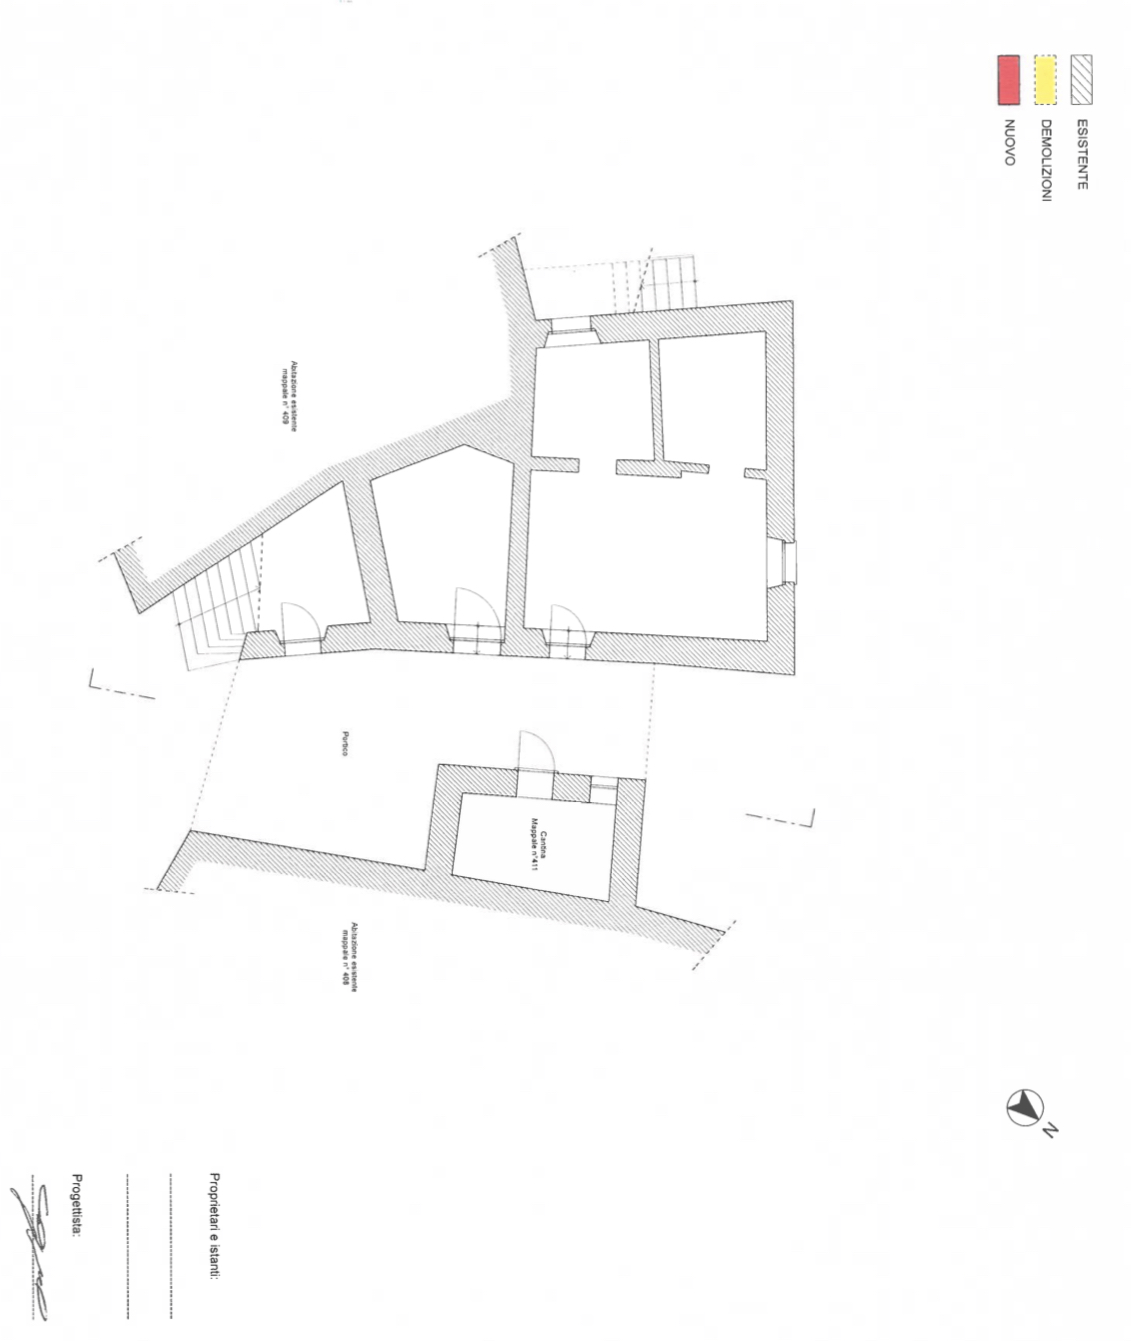 ESISTENTE
DEMOLIZIONI
NUOVO
Abitazione esistente
mappale n° 409
Portico
Cantina
Mappale n°411
Abitazione esistente
mappale n° 408
N
Proprietari e istanti:
Progettista: